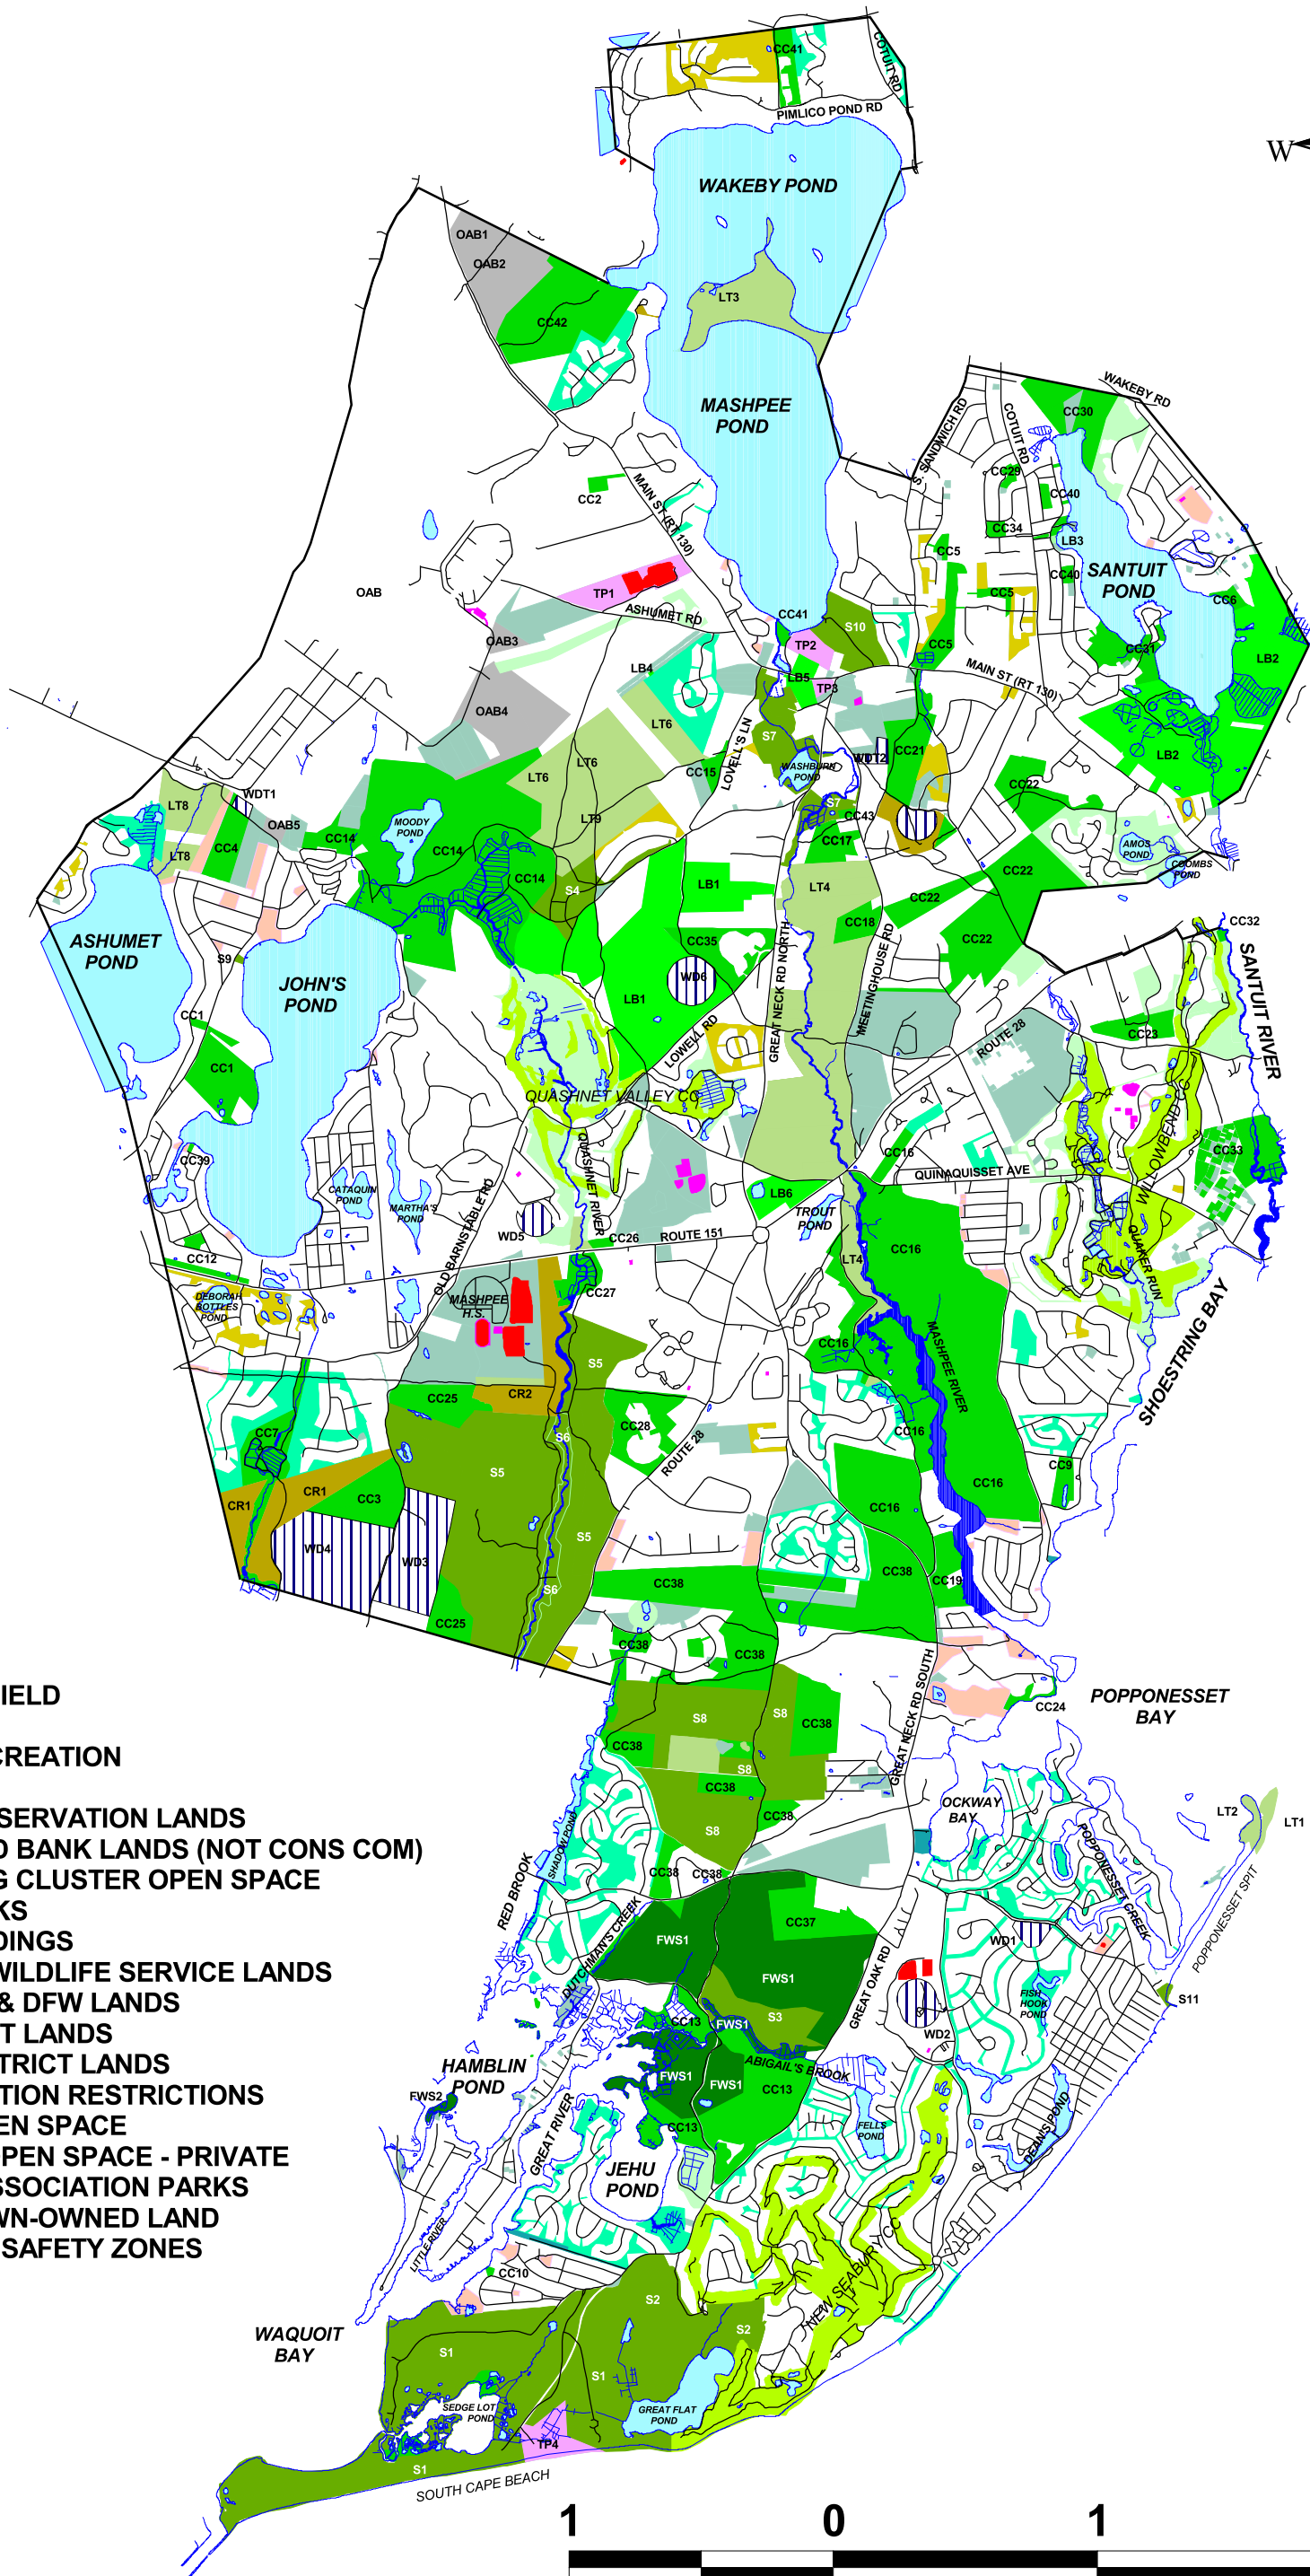 CC41
COTUIT RD
PIMLICO POND RD
W
WAKEBY POND
OAB1
OAB2
LT3
CC42
MASHPEE
POND
WAKEBY RD
CC30
S. SANDWICH RD
COTUIT RD
CC29
CC2
CC40
MAIN ST (RT 130)
CC34
LB3
CC5
SANTUIT
POND
CC40
OAB
TP1
CC5
CC6
ASHUMET RD
CC41
S10
OAB3
TP2
CC5
CC31
LB2
LB4
LB5
TP3
MAIN ST (RT 130)
OAB4
LT6
S7
CC21
LB2
LOVELL'S LN
LT6
LT6
CC15
WASHBURN
POND
WDT2
CC22
WDT1
LT8
S7
CC43
LT9
OAB5
MOODY
POND
CC14
CC4
CC14
CC17
AMOS
POND
LT8
COOMBS
POND
CC14
S4
LB1
LT4
CC22
CC22
CC18
CC32
ASHUMET
POND
CC35
CC22
S9
JOHN'S
POND
WD6
LB1
GREAT NECK RD NORTH
MEETINGHOUSE RD
SANTUIT RIVER
CC1
LOWELL RD
ROUTE 28
CC23
CC1
QUASHNET VALLEY CC
WILLOWBEND CC
CC39
QUASHNET RIVER
CC16
CC33
QUINAQUISSET AVE
CATAQUIN
POND
MARTHA'S
POND
OLD BARNSTABLE RD
LB6
TROUT
POND
WD5
CC26
ROUTE 151
CC16
QUAKER RUN
CC12
LT4
DEBORAH
BOTTLES
POND
MASHPEE
H.S.
CC27
CC16
MASHPEE RIVER
SHOESTRING BAY
S5
CC25
CR2
CC28
CC7
S6
ROUTE 28
CC16
S5
CC9
CR1
CR1
CC3
CC16
CC16
S5
WD4
WD3
CC38
CC38
CC19
S6
CC25
CC38
CC38
IELD
GREAT NECK RD SOUTH
POPPONESSET
BAY
CC24
S8
S8
CC38
CREATION
CC38
S8
CC38
OCKWAY
BAY
SERVATION LANDS
CC38
LT2
LT1
S8
D BANK LANDS (NOT CONS COM)
SHADOW POND
POPPONESSET CREEK
G CLUSTER OPEN SPACE
CC38
CC38
RED BROOK
POPPONESSET SPIT
KS
CC37
DINGS
DUTCHMAN'S CREEK
FWS1
WD1
WILDLIFE SERVICE LANDS
FWS1
GREAT OAK RD
& DFW LANDS
FISH
HOOK
POND
S11
CC13
FWS1
S3
T LANDS
WD2
TRICT LANDS
HAMBLIN
POND
FWS1
FWS1
ABIGAIL'S BROOK
CC13
TION RESTRICTIONS
FWS2
EN SPACE
GREAT RIVER
CC13
FELLS
POND
DEAN'S POND
OPEN SPACE - PRIVATE
JEHU
POND
SSOCIATION PARKS
WN-OWNED LAND
LITTLE RIVER
SAFETY ZONES
NEW SEABURY CC
CC10
S2
S2
WAQUOIT
BAY
S1
S1
SEDGE LOT
POND
GREAT FLAT
POND
TP4
S1
SOUTH CAPE BEACH
1 0 1